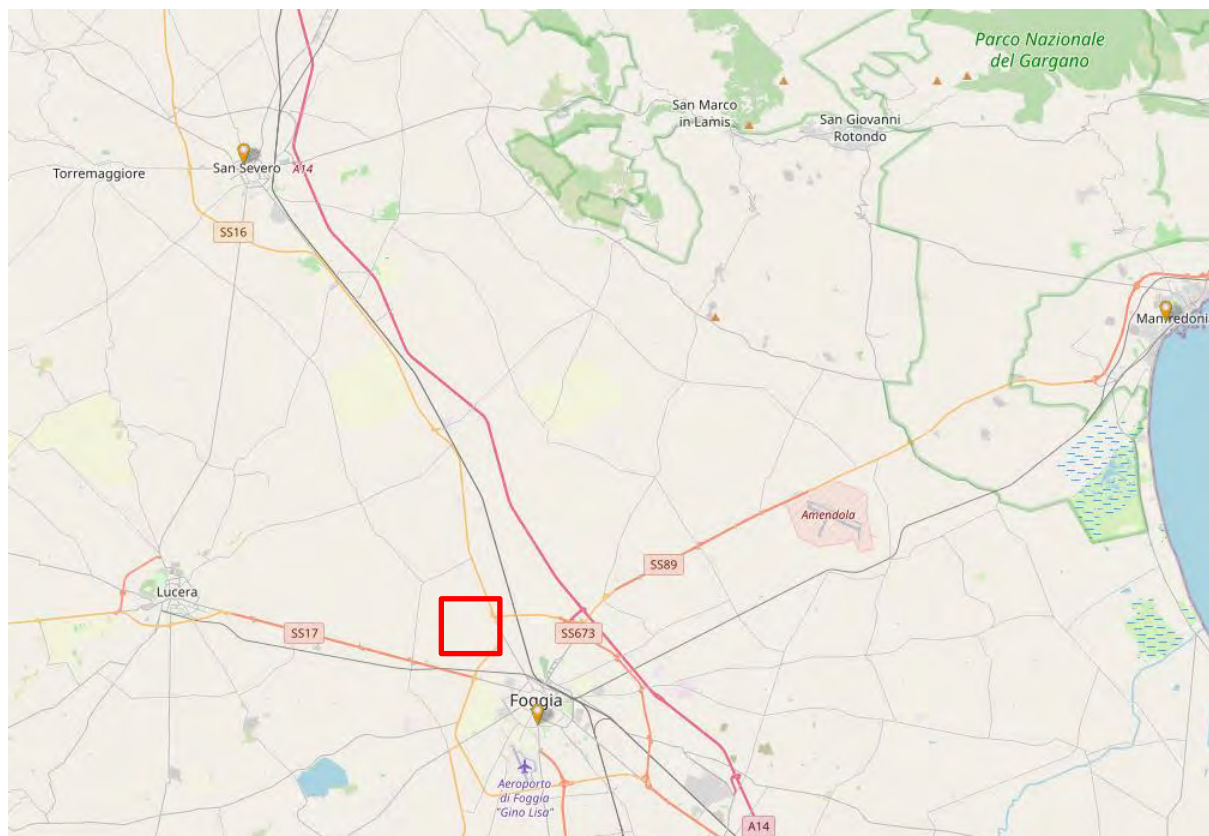 Parco Nazionale
del Gargano
San Marco
in Lamis
San Giovanni
Rotondo
San Severo
A14
Torremaggiore
SS16
Manfredonia
Amendola
SS89
Lucera
SS17
SS673
Foggia
Aeroporto
di Foggia
"Gino Lisa"
A14